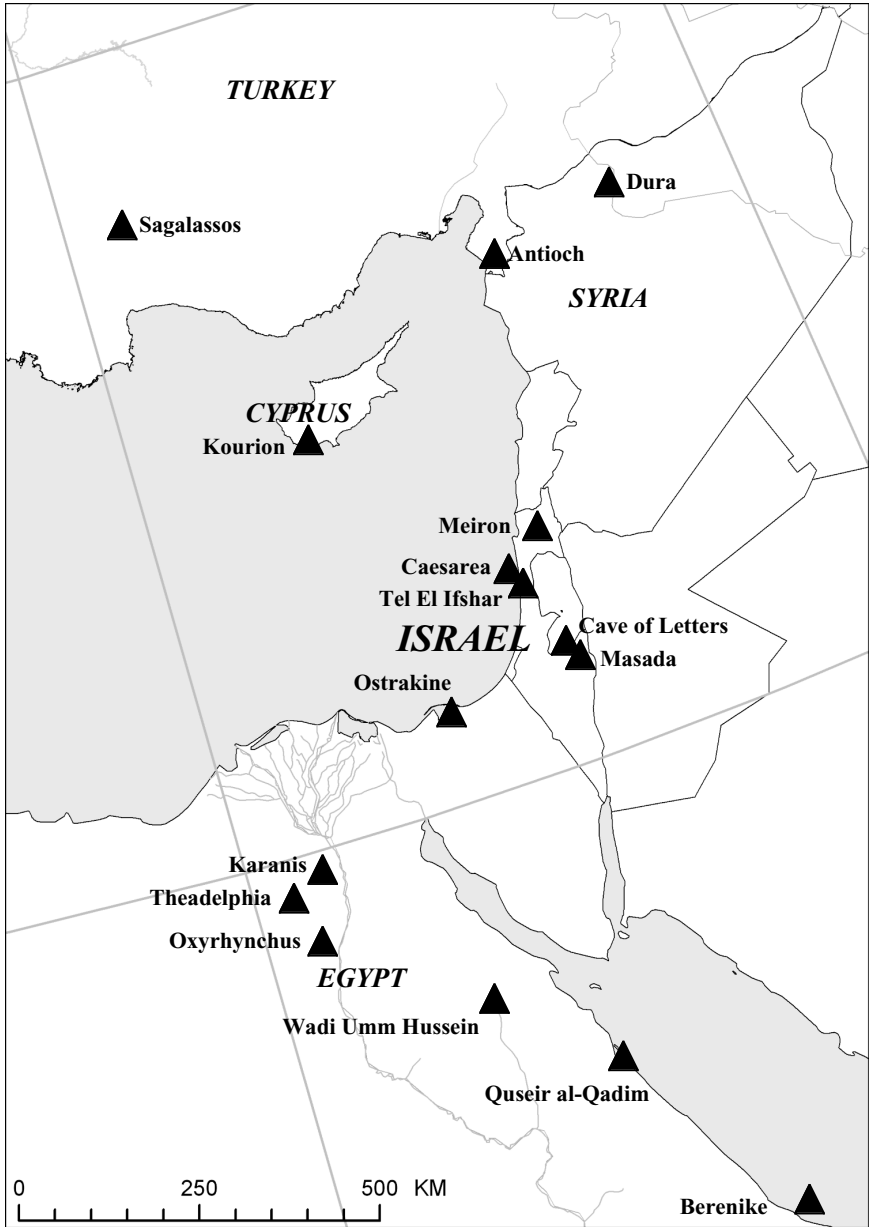 TURKEY
Dura
Sagalassos
Antioch
SYRIA
CYPRUS
Kourion
Meiron
Caesarea
Tel El Ifshar
Cave of Letters
ISRAEL
Masada
Ostrakine
Karanis
Theadelphia
Oxyrhynchus
EGYPT
Wadi Umm Hussein
Quseir al-Qadim
0 250 500 KM
Berenike